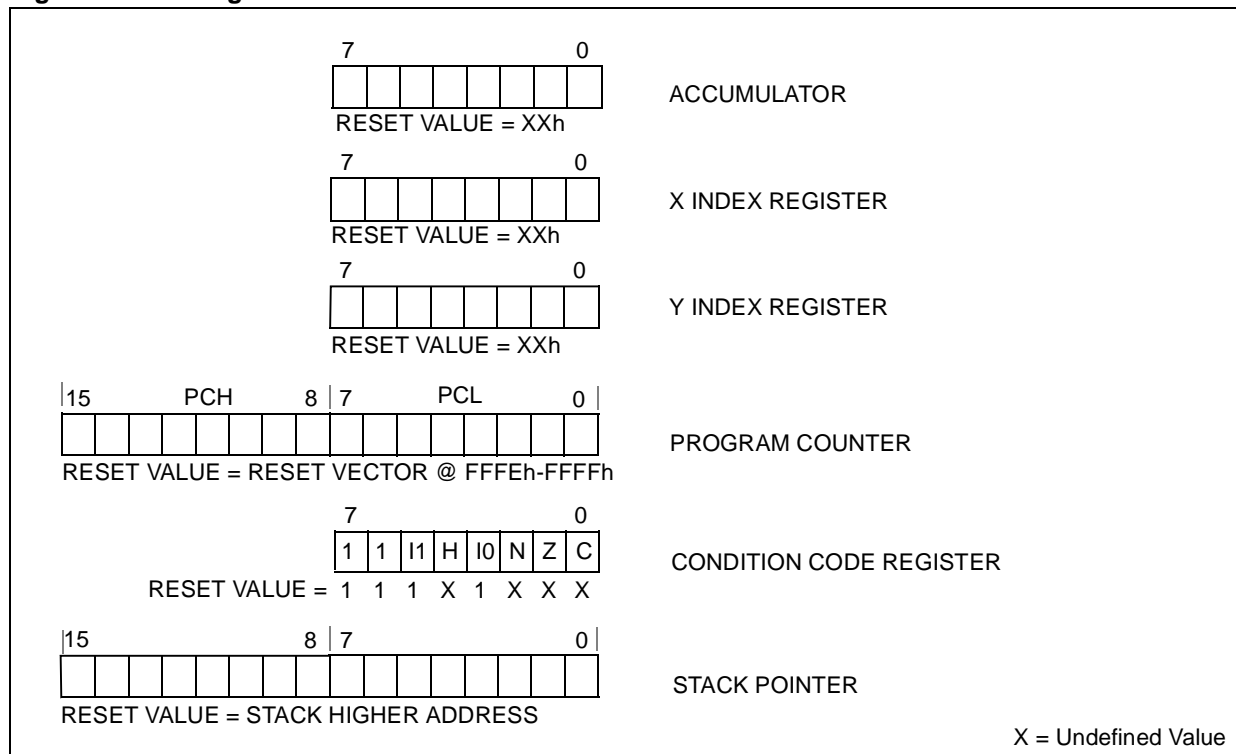 7 0
ACCUMULATOR
RESET VALUE = XXh
7 0
X INDEX REGISTER
RESET VALUE = XXh
7 0
Y INDEX REGISTER
RESET VALUE = XXh
15 PCH 8 7 PCL 0
PROGRAM COUNTER
RESET VALUE = RESET VECTOR @ FFFEh-FFFFh
7 0
1 1 I1 H I0 N Z C
CONDITION CODE REGISTER
RESET VALUE = 1 1 1 X 1 X X X
15 8 7 0
STACK POINTER
RESET VALUE = STACK HIGHER ADDRESS
X = Undefined Value